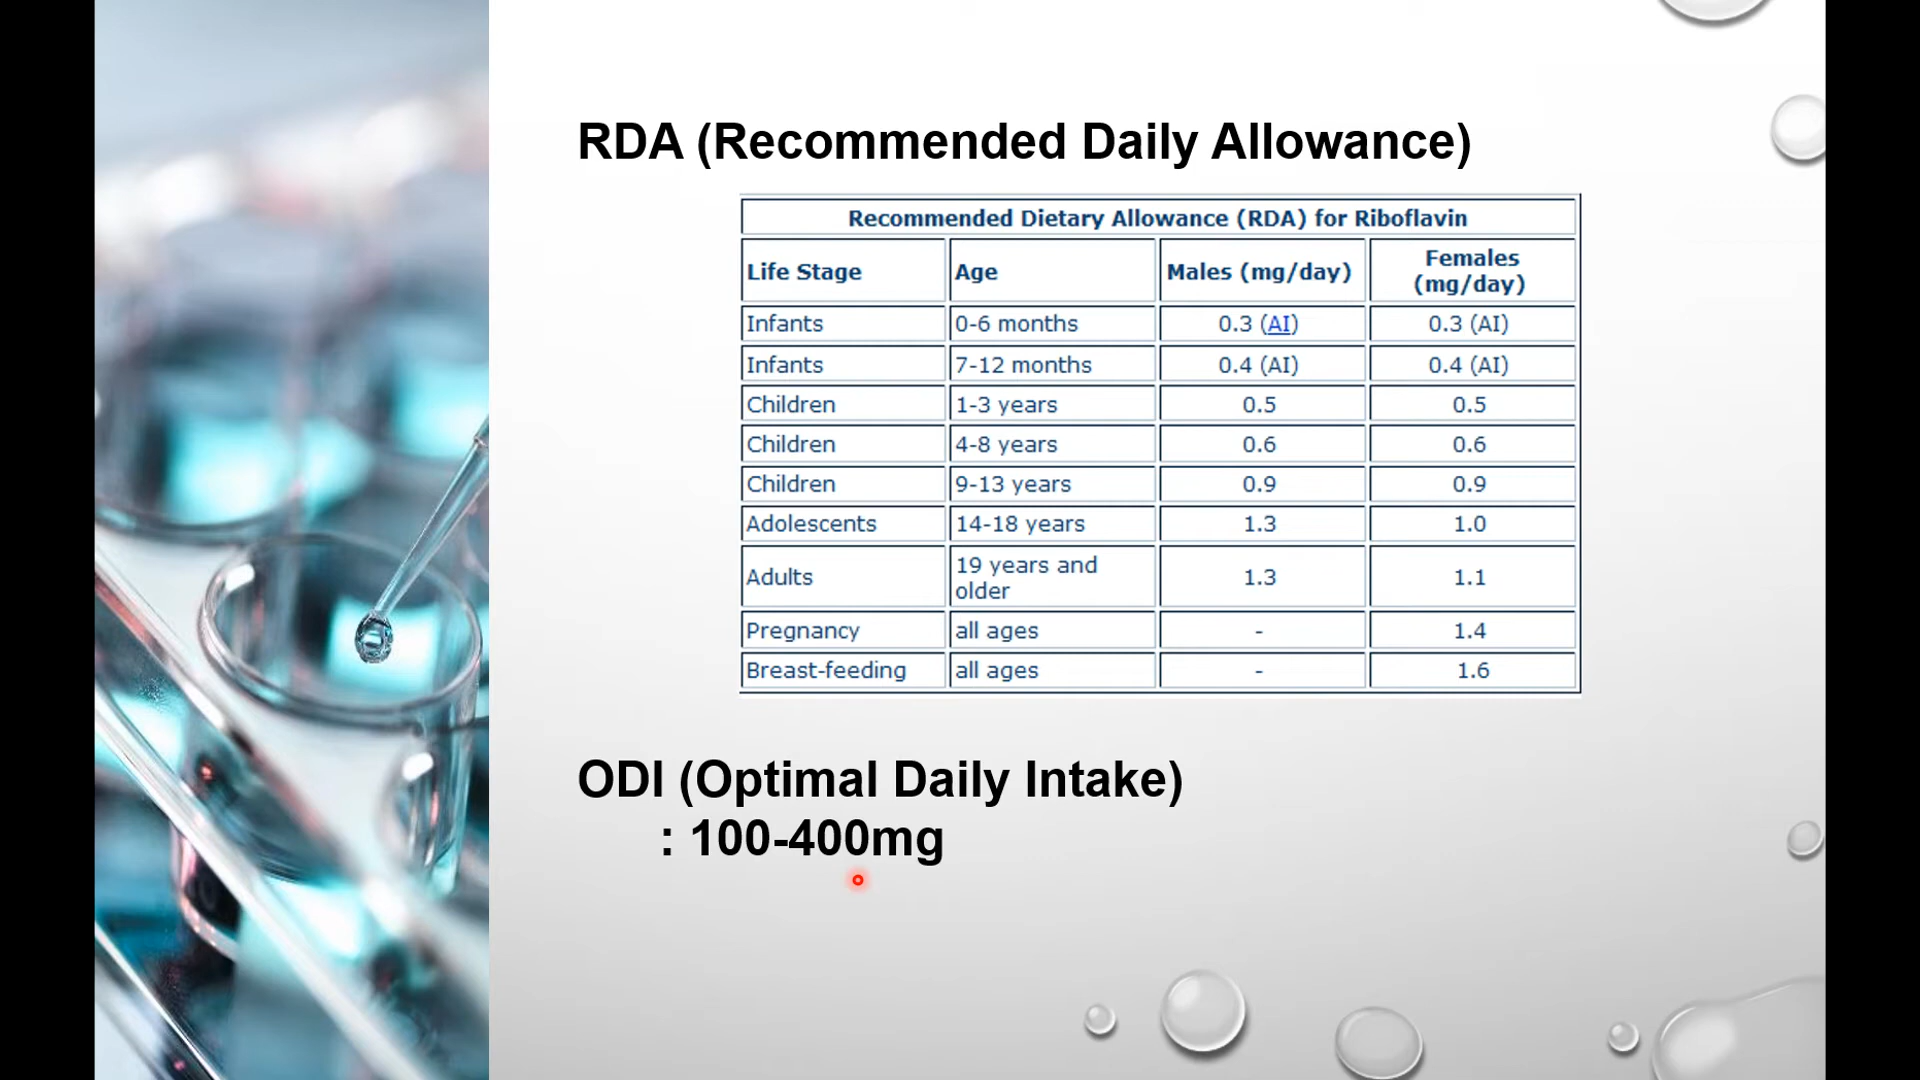 RDA (Recommended Daily Allowance)
Recommended Dietary Allowance (RDA) for Riboflavin
Life Stage Age Males (mg/day) Females (mg/day)
Infants 0-6 months 0.3 (AI) 0.3 (AI)
Infants 7-12 months 0.4 (AI) 0.4 (AI)
Children 1-3 years 0.5 0.5
Children 4-8 years 0.6 0.6
Children 9-13 years 0.9 0.9
Adolescents 14-18 years 1.3 1.0
Adults 19 years and older 1.3 1.1
Pregnancy all ages - 1.4
Breast-feeding all ages - 1.6
ODI (Optimal Daily Intake)
: 100-400mg